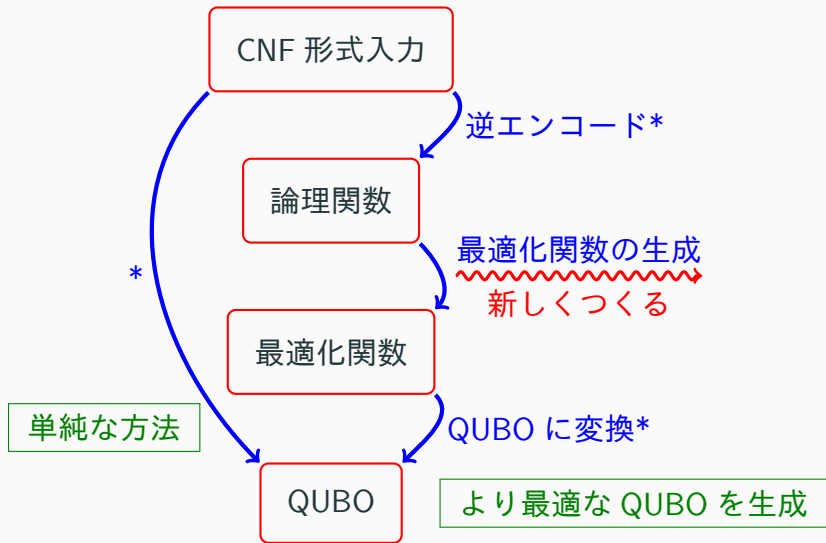 CNF 形式入力
逆エンコード*
論理関数
最適化関数の生成
新しくつくる
*
最適化関数
単純な方法
QUBO に変換*
QUBO
より最適な QUBO を生成